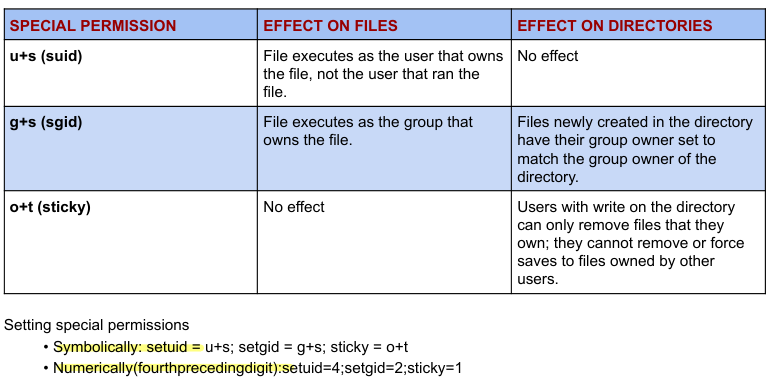 SPECIAL PERMISSION EFFECT ON FILES EFFECT ON DIRECTORIES
u+s (suid) File executes as the user that owns No effect
the file, not the user that ran the
file.
g+s (sgid) File executes as the group that Files newly created in the directory
owns the file. have their group owner set to
match the group owner of the
directory.
o+t (sticky) No effect Users with write on the directory
can only remove files that they
own; they cannot remove or force
saves to files owned by other
users.
Setting special permissions
• Symbolically: setuid = u+s; setgid = g+s; sticky = o+t
• Numerically(fourthprecedingdigit):setuid=4;setgid=2;sticky=1